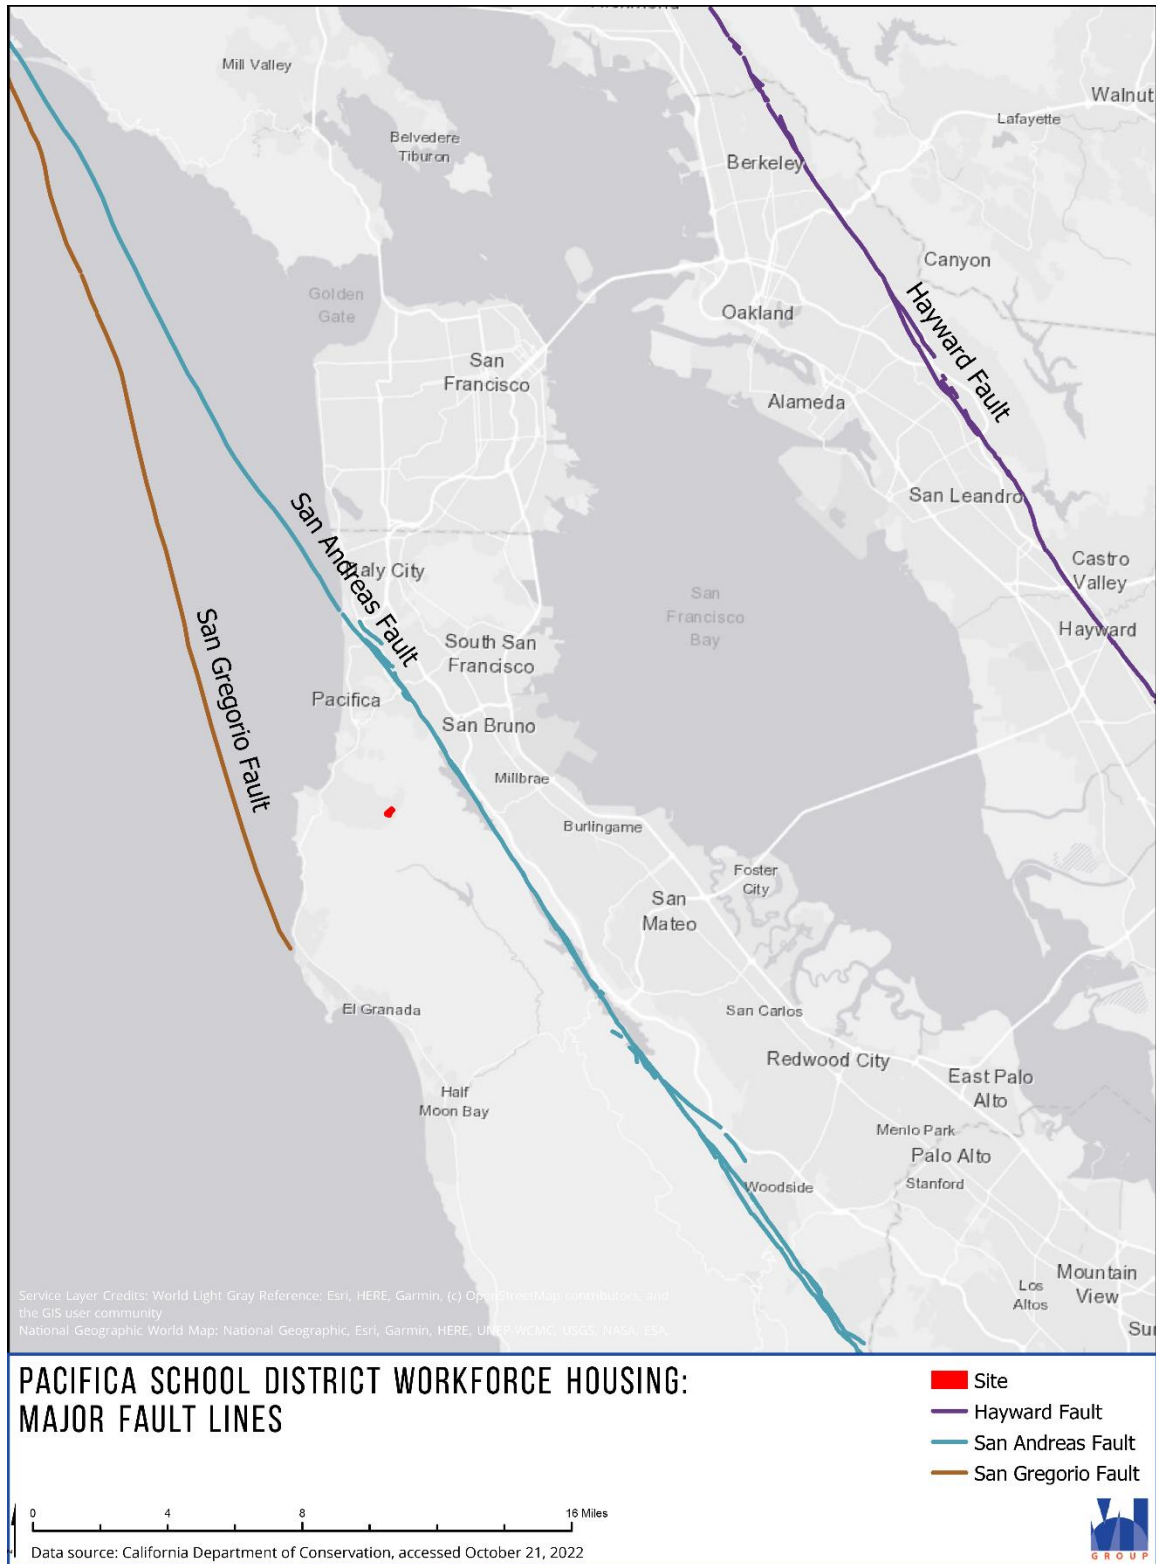 Mill Valley
Belvedere
Tiburon
Walnut
Lafayette
Berkeley
Canyon
Golden
Gate
Oakland
Hayward Fault
San
Francisco
Alameda
San Leandro
San Andreas Fault
aly City
Castro
Valley
San
Francisco
Bay
Hayward
South San
Francisco
San Gregorio Fault
Pacifica
San Bruno
Millbrae
Burlingame
Foster
City
San
Mateo
El Granada
San Carlos
Redwood City
East Palo
Alto
Half
Moon Bay
Menlo Park
Palo Alto
Stanford
Woodside
Mountain
View
Los
Altos
Su
Service Layer Credits: World Light Gray Reference: Esri, HERE, Garmin, (c) OpenStreetMap contributors, and
the GIS user community
National Geographic World Map: National Geographic, Esri, Garmin, HERE, UNEP-WCMC, USGS, NASA, ESA,
PACIFICA SCHOOL DISTRICT WORKFORCE HOUSING:
MAJOR FAULT LINES
Site
Hayward Fault
San Andreas Fault
San Gregorio Fault
0 4 8 16 Miles
Data source: California Department of Conservation, accessed October 21, 2022
GROUP